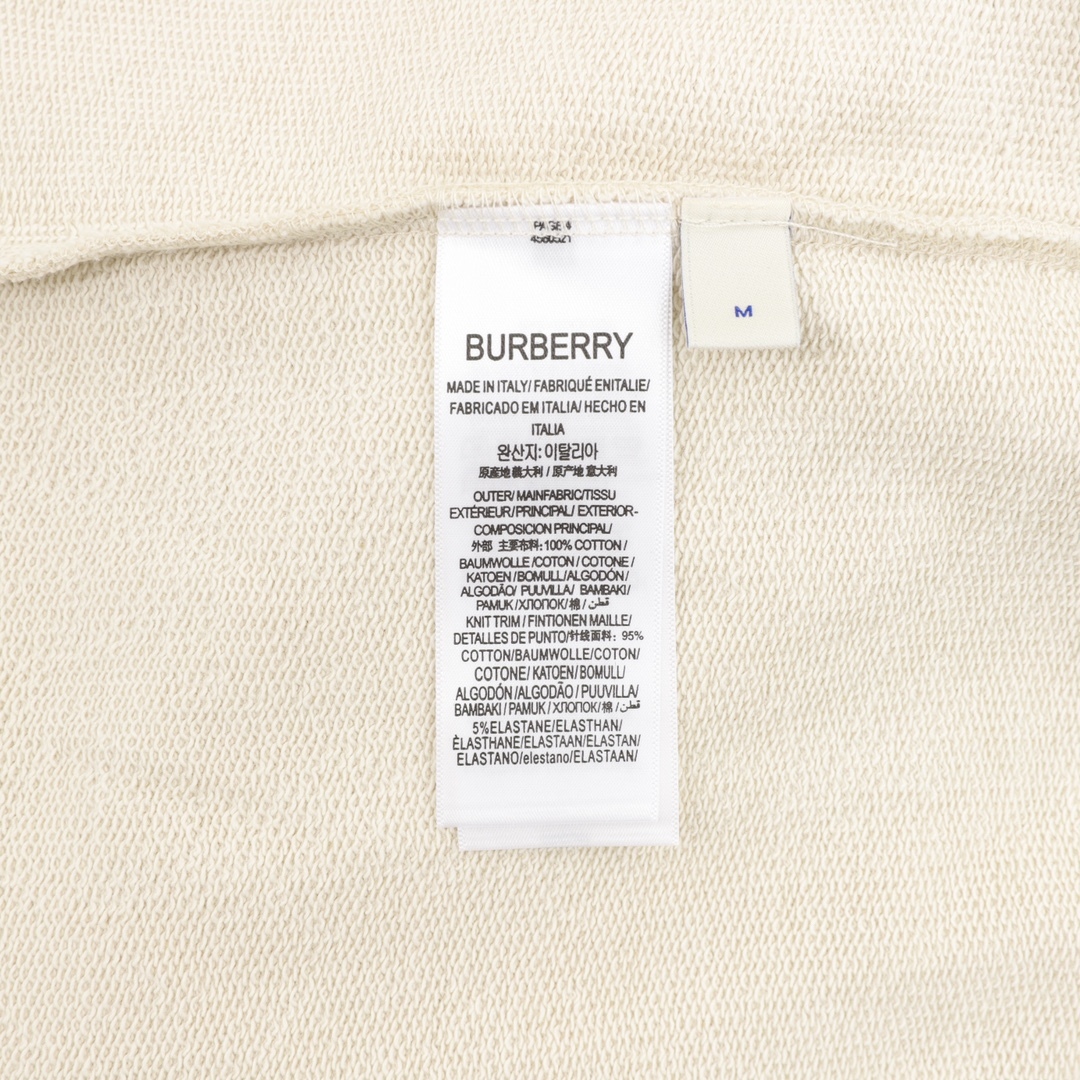 4580521
BURBERRY
MADE IN ITALY/ FABRIQUÉ ENITALIE/
FABRICADO EM ITALIA/ HECHO EN
ITALIA
완산지: 이탈리아
原産地 義大利 / 原产地 意大利
OUTER/ MAINFABRIC/TISSU
EXTÉRIEUR/PRINCIPAL/ EXTERIOR-
COMPOSICION PRINCIPAL/
外部 主要布料: 100% COTTON /
BAUMWOLLE /COTON / COTONE /
KATOEN /BOMULL/ALGODÓN /
ALGODÃO/ PUUVILLA/ BAMBAKI/
PAMUK /ХЛОПОК/ 棉 / قطن
KNIT TRIM / FINTIONEN MAILLE/
DETALLES DE PUNTO/针线面料: 95%
COTTON/BAUMWOLLE/COTON/
COTONE/ KATOEN/ BOMULL/
ALGODÓN /ALGODÃO / PUUVILLA/
BAMBAKI / PAMUK / ХЛОПОК/ 棉 / قطن
5%ELASTANE/ELASTHAN/
ÈLASTHANE/ELASTAAN/ELASTAN/
ELASTANO/elestano/ELASTAAN/
M